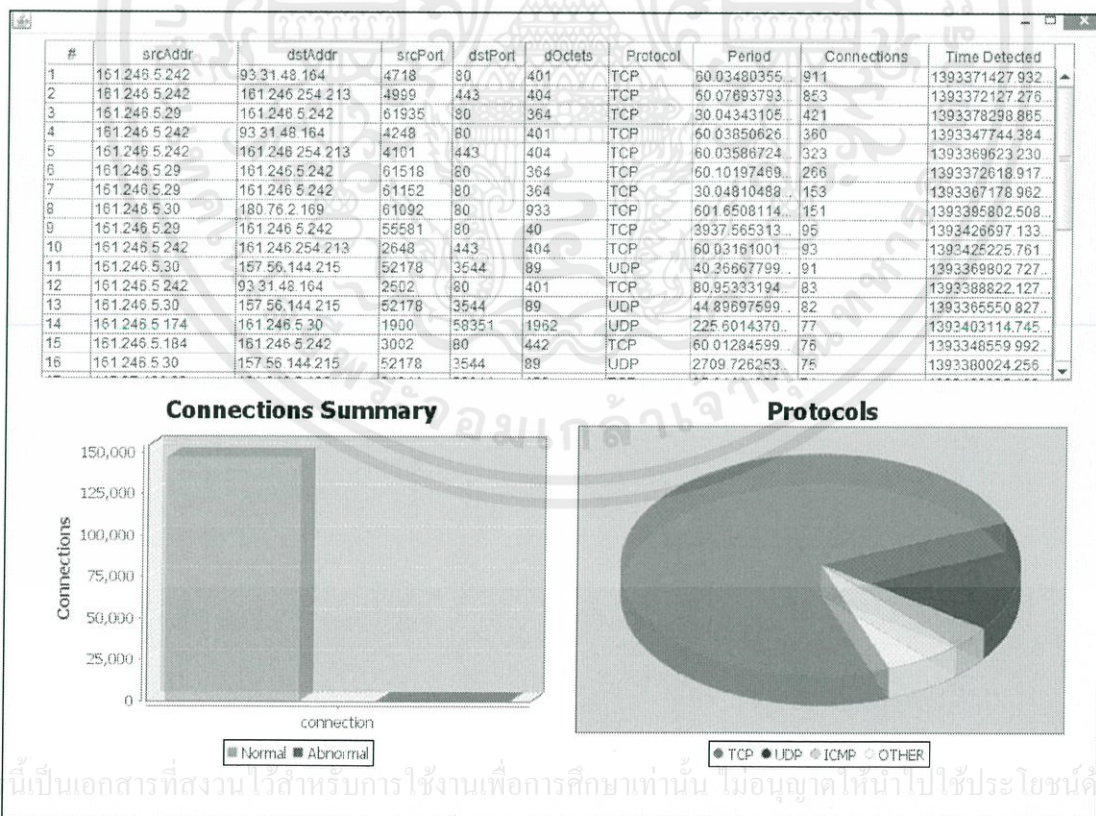 # srcAddr dstAddr srcPort dstPort dOctets Protocol Period Connections Time Detected
1 161.246.5.242 93.31.48.164 4718 80 401 TCP 60.03480355... 911 1393371427.932...
2 161.246.5.242 161.246.254.213 4999 443 404 TCP 60.07693793... 853 1393372127.276...
3 161.246.5.29 161.246.5.242 61935 80 364 TCP 30.04343105... 421 1393378298.865...
4 161.246.5.242 93.31.48.164 4248 80 401 TCP 60.03850626... 360 1393347744.384...
5 161.246.5.242 161.246.254.213 4101 443 404 TCP 60.03586724... 323 1393369623.230...
6 161.246.5.29 161.246.5.242 61518 80 364 TCP 60.10197469... 266 1393372618.917...
7 161.246.5.29 161.246.5.242 61152 80 364 TCP 30.04810488... 153 1393367178.962...
8 161.246.5.30 180.76.2.169 61092 80 933 TCP 601.6508114... 151 1393395802.508...
9 161.246.5.29 161.246.5.242 55581 80 40 TCP 3937.565313... 95 1393426697.133...
10 161.246.5.242 161.246.254.213 2648 443 404 TCP 60.03161001... 93 1393425225.761...
11 161.246.5.30 157.56.144.215 52178 3544 89 UDP 40.36667799... 91 1393369802.727...
12 161.246.5.242 93.31.48.164 2502 80 401 TCP 80.95333194... 83 1393388822.127...
13 161.246.5.30 157.56.144.215 52178 3544 89 UDP 44.89697599... 82 1393365550.827...
14 161.246.5.174 161.246.5.30 1900 58351 1962 UDP 225.6014370... 77 1393403114.745...
15 161.246.5.184 161.246.5.242 3002 80 442 TCP 60.01284599... 76 1393348559.992...
16 161.246.5.30 157.56.144.215 52178 3544 89 UDP 2709.726253... 75 1393380024.256...
Connections Summary
Protocols
150,000
125,000
100,000
75,000
50,000
25,000
0
Connections
connection
Normal Abnormal
TCP UDP ICMP OTHER
นี้เป็นเอกสารที่สงวนไว้สำหรับการใช้งานเพื่อการศึกษาเท่านั้น ไม่อนุญาตให้นำไปใช้ประโยชน์